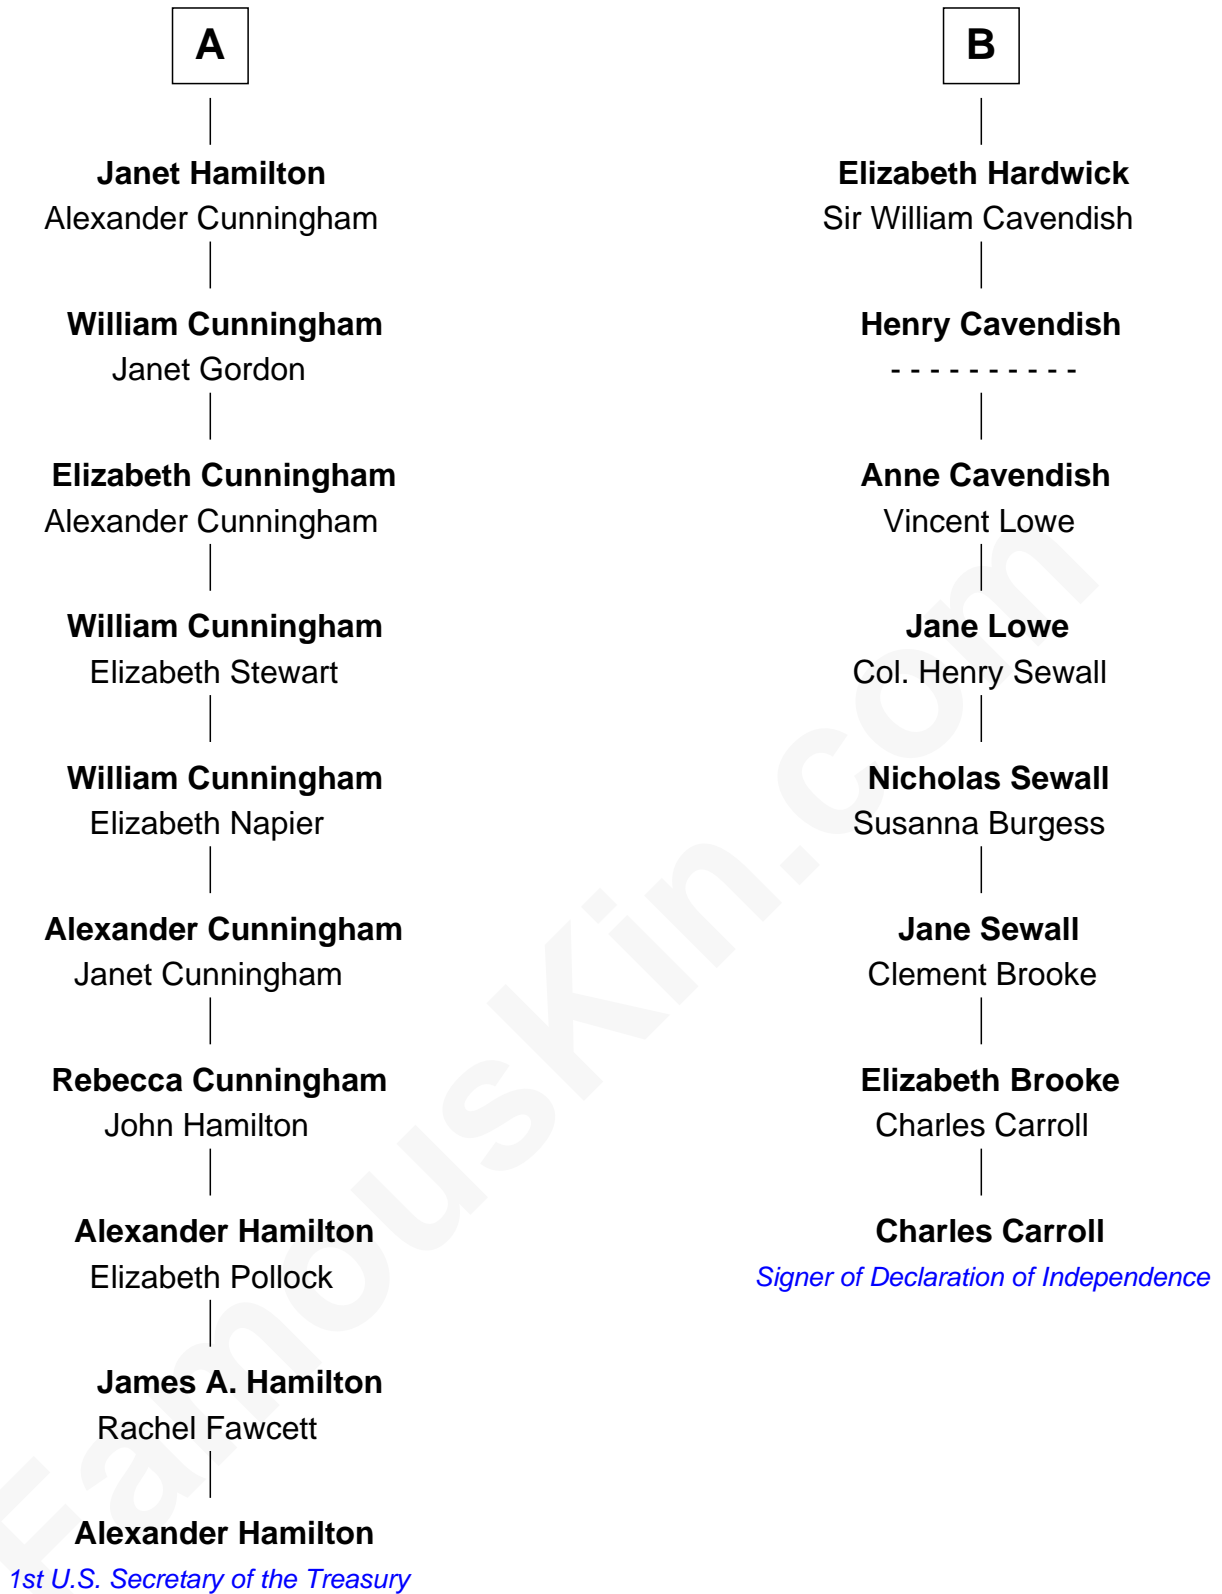 A
Janet Hamilton
Alexander Cunningham
William Cunningham
Janet Gordon
Elizabeth Cunningham
Alexander Cunningham
William Cunningham
Elizabeth Stewart
William Cunningham
Elizabeth Napier
Alexander Cunningham
Janet Cunningham
Rebecca Cunningham
John Hamilton
Alexander Hamilton
Elizabeth Pollock
James A. Hamilton
Rachel Fawcett
Alexander Hamilton
1st U.S. Secretary of the Treasury
B
Elizabeth Hardwick
Sir William Cavendish
Henry Cavendish
- - - - - - - - - -
Anne Cavendish
Vincent Lowe
Jane Lowe
Col. Henry Sewall
Nicholas Sewall
Susanna Burgess
Jane Sewall
Clement Brooke
Elizabeth Brooke
Charles Carroll
Charles Carroll
Signer of Declaration of Independence
FamousKin.com